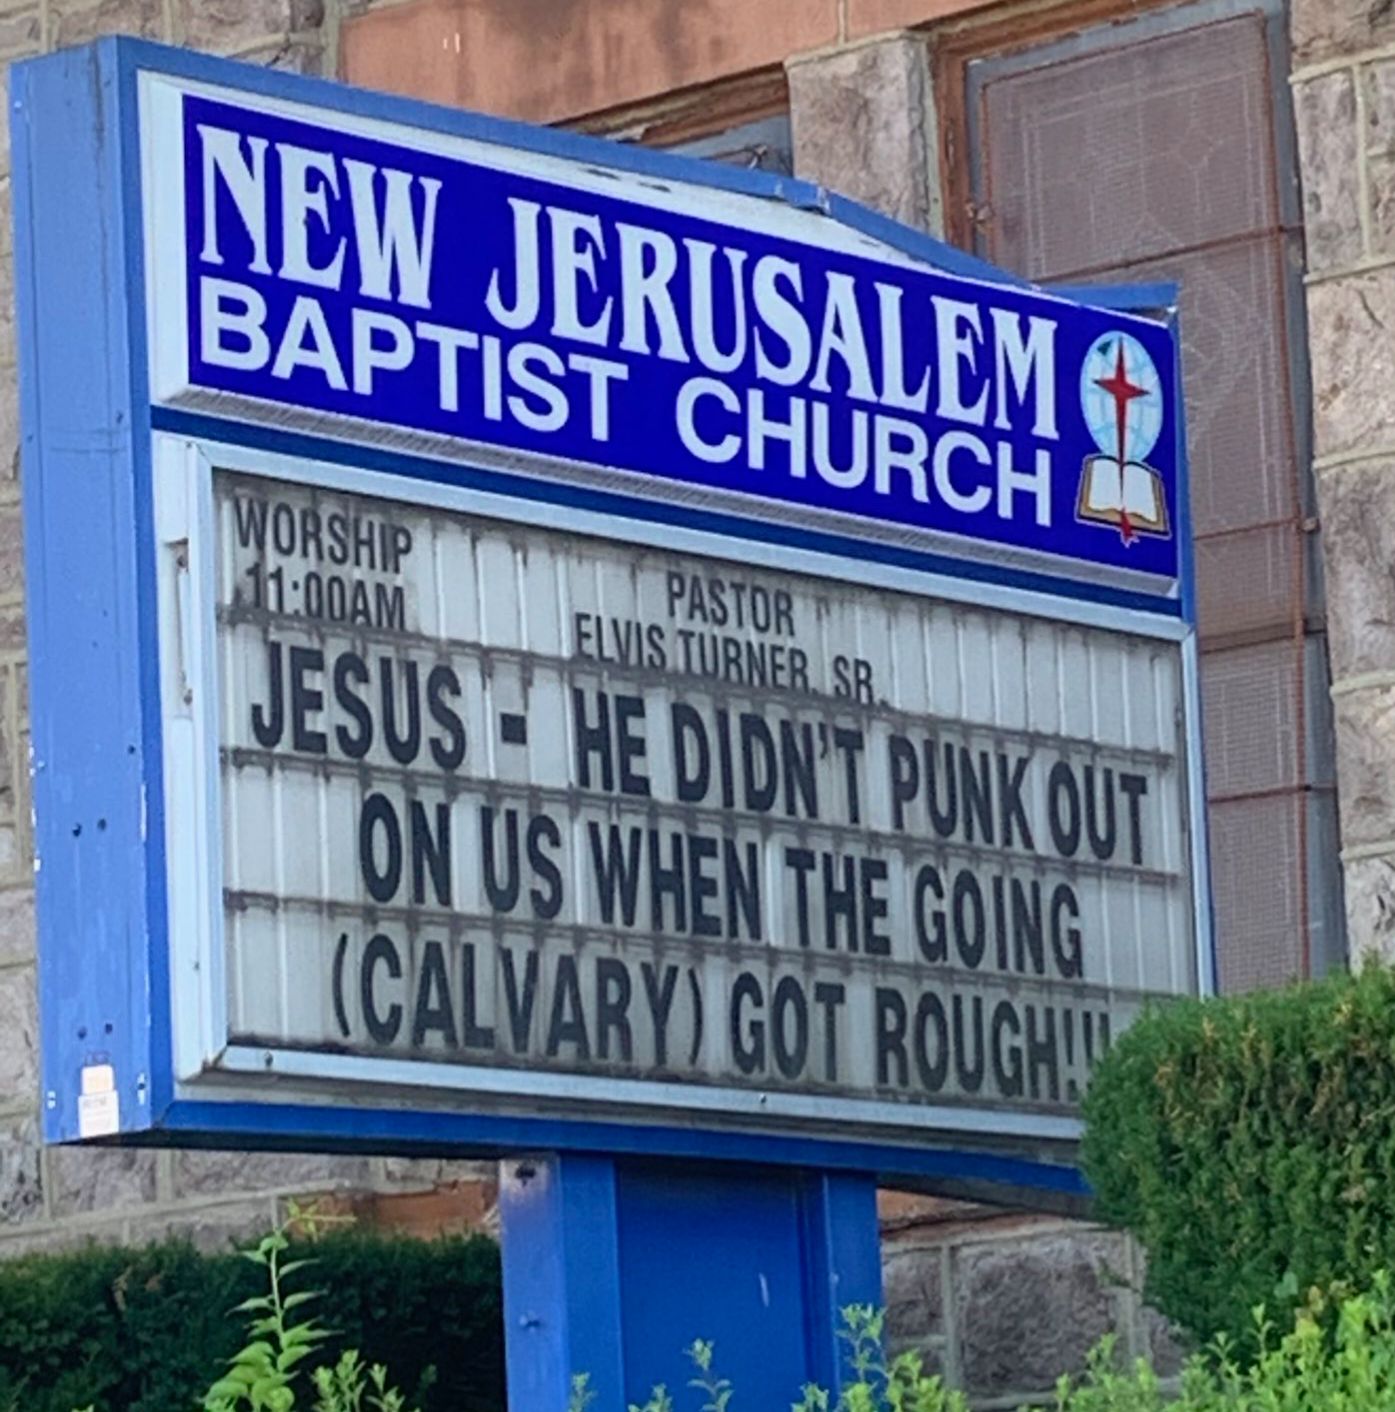 NEW JERUSALEM
BAPTIST CHURCH
WORSHIP
11:00AM
PASTOR
ELVIS TURNER, SR.
JESUS - HE DIDN'T PUNK OUT
ON US WHEN THE GOING
(CALVARY) GOT ROUGH!!!